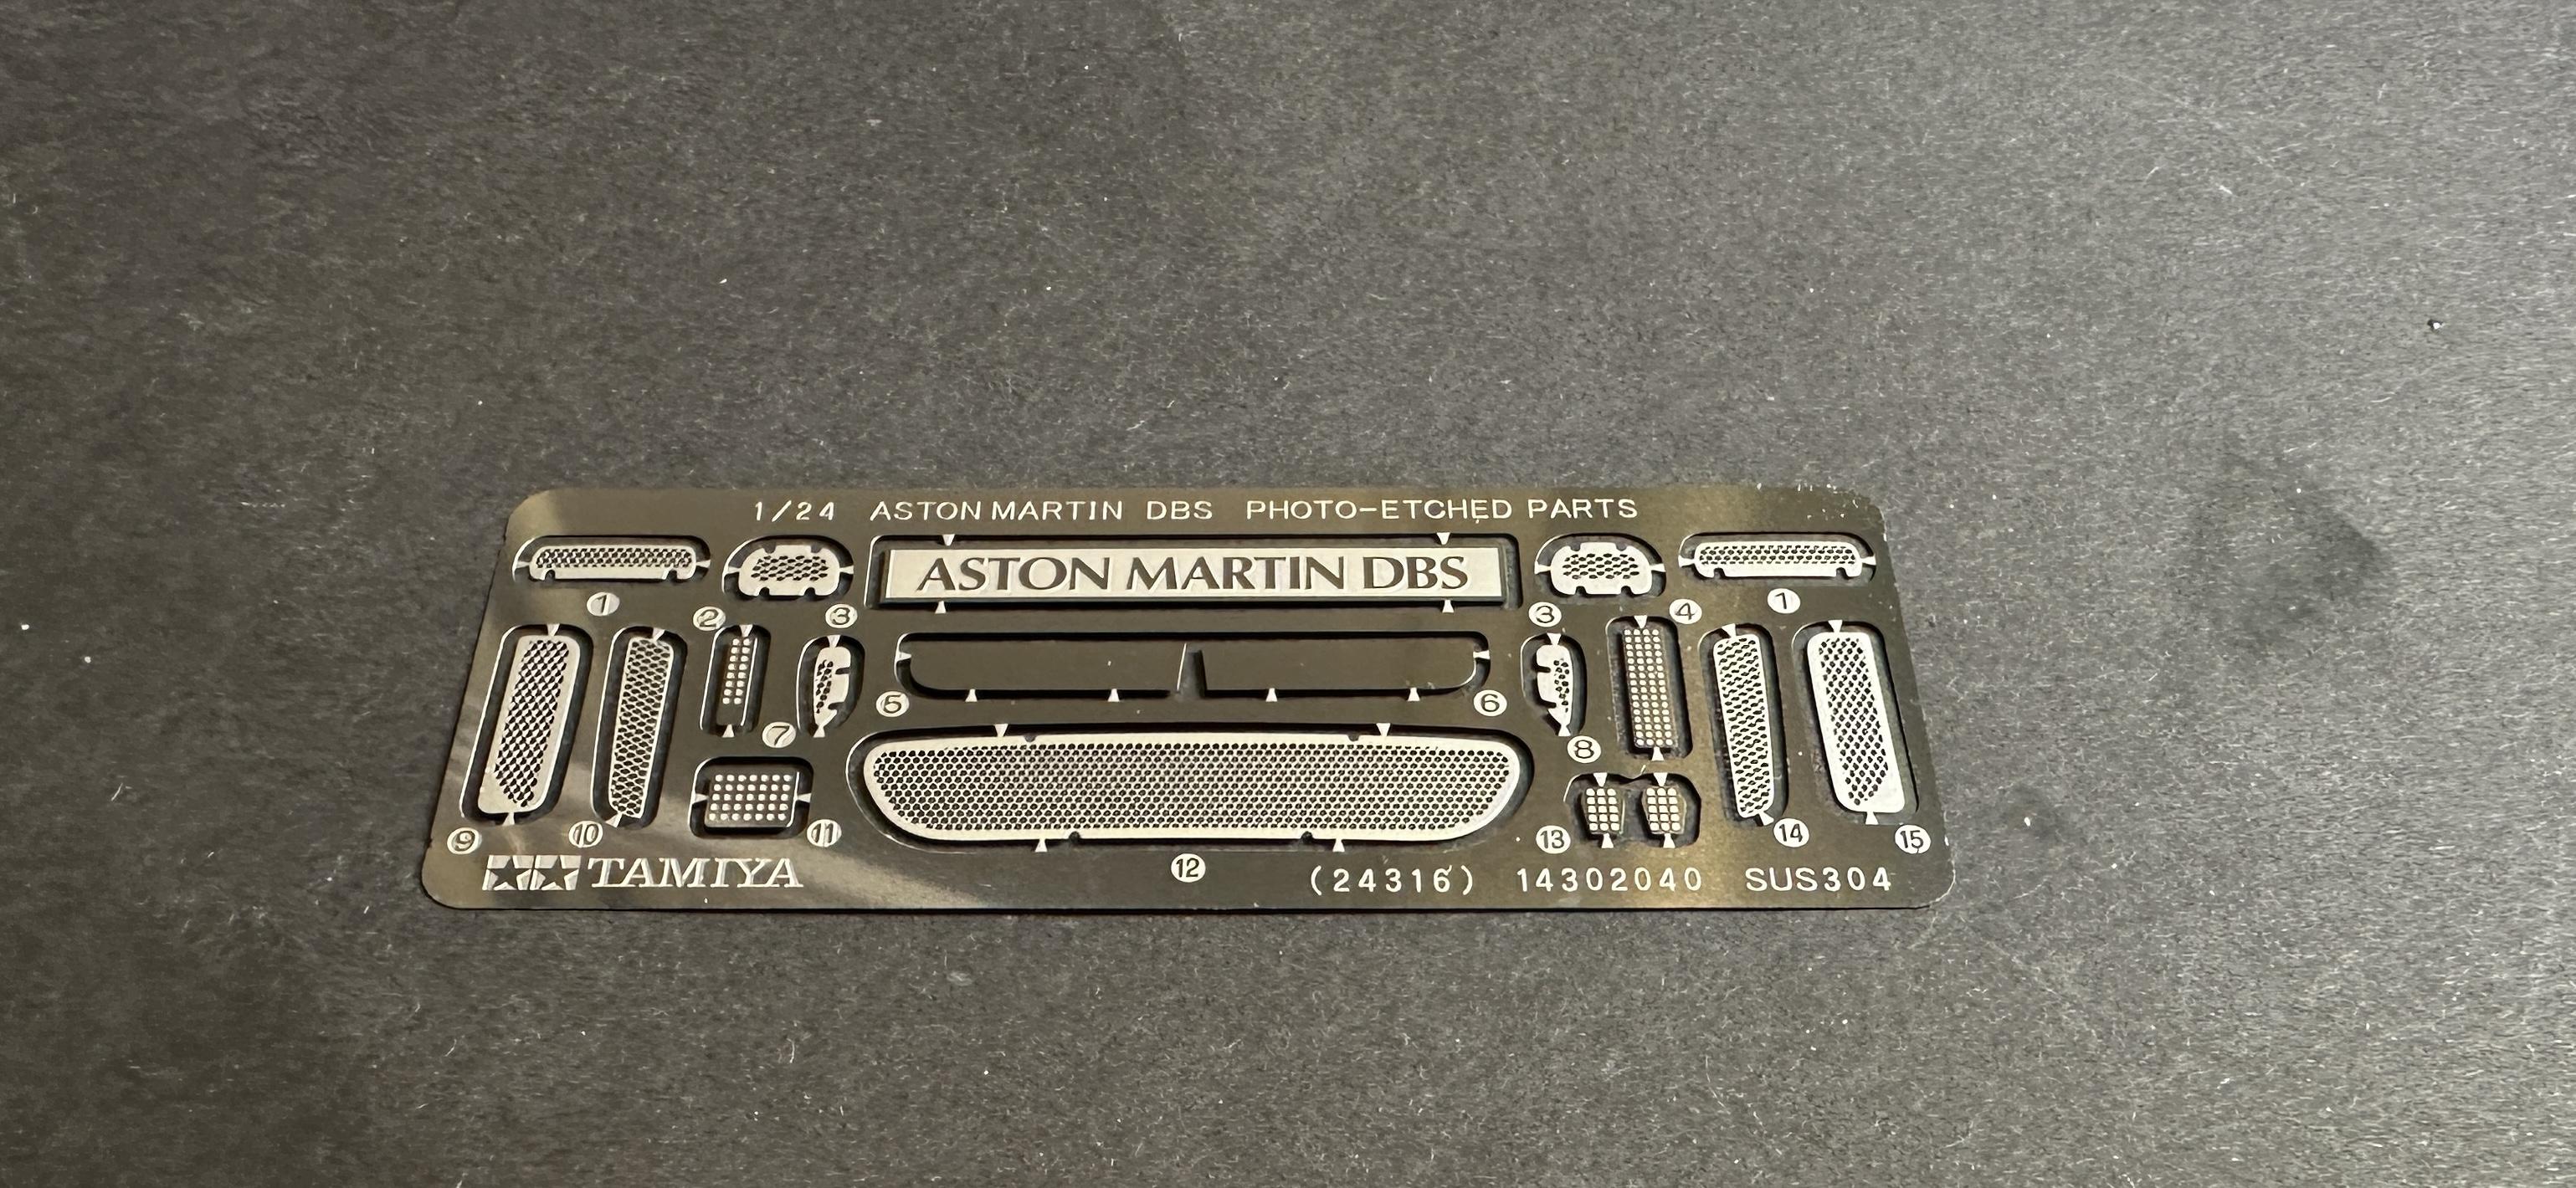 1/24 ASTON MARTIN DBS PHOTO-ETCHED PARTS
ASTON MARTIN DBS
1 2 3 3 4 1
5 6
7 8
9 10 11 12 13 14 15
TAMIYA (24316) 14302040 SUS304